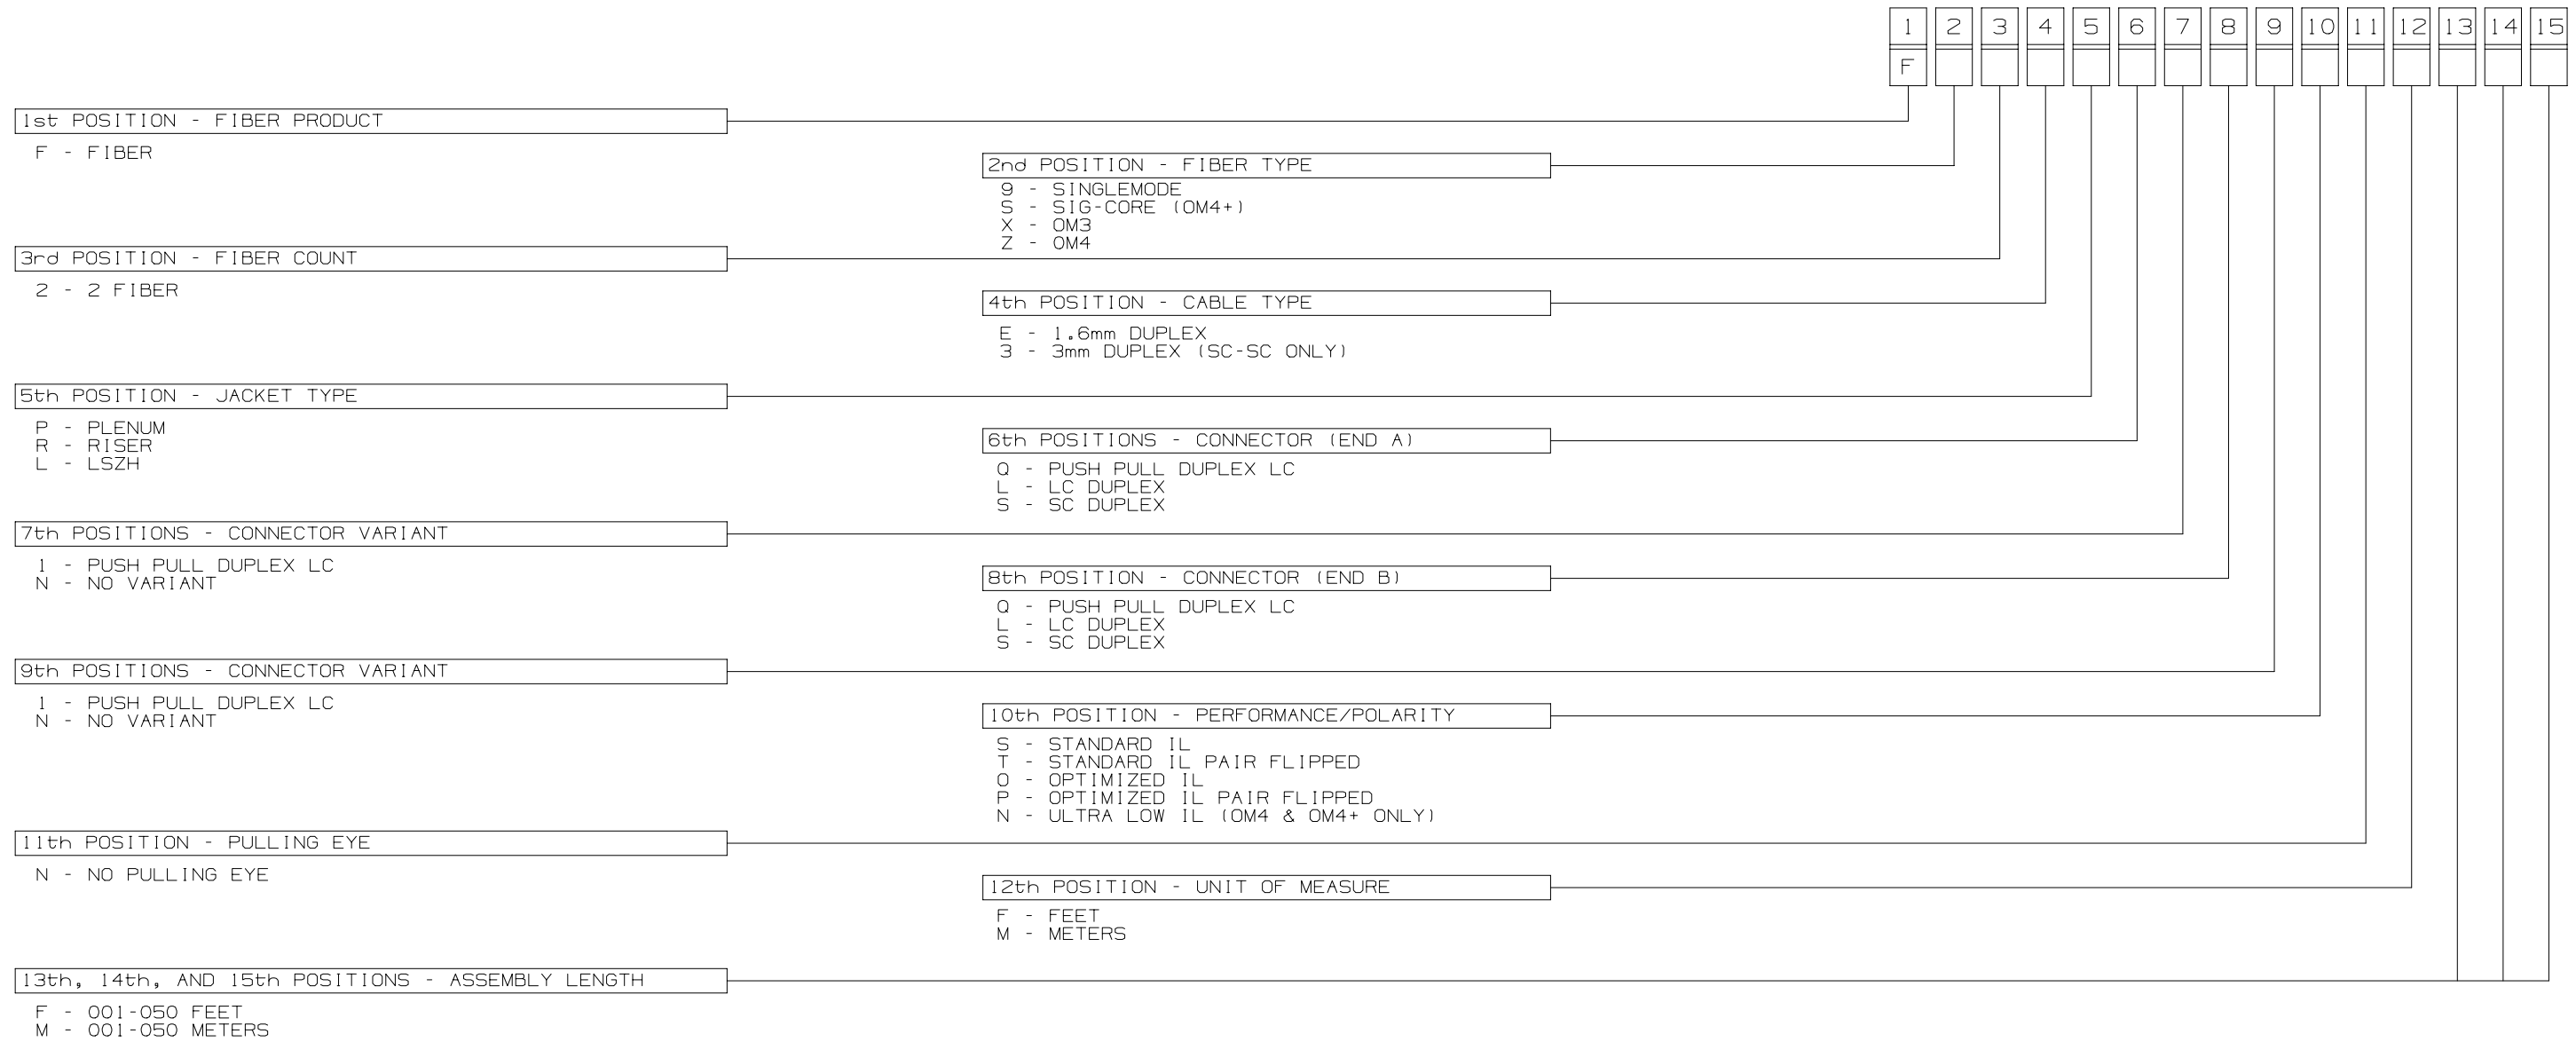 1 2 3 4 5 6 7 8 9 10 11 12 13 14 15
F
1st POSITION - FIBER PRODUCT
F - FIBER
2nd POSITION - FIBER TYPE
9 - SINGLEMODE
S - SIG-CORE (OM4+)
X - OM3
Z - OM4
3rd POSITION - FIBER COUNT
2 - 2 FIBER
4th POSITION - CABLE TYPE
E - 1.6mm DUPLEX
3 - 3mm DUPLEX (SC-SC ONLY)
5th POSITION - JACKET TYPE
P - PLENUM
R - RISER
L - LSZH
6th POSITIONS - CONNECTOR (END A)
Q - PUSH PULL DUPLEX LC
L - LC DUPLEX
S - SC DUPLEX
7th POSITIONS - CONNECTOR VARIANT
1 - PUSH PULL DUPLEX LC
N - NO VARIANT
8th POSITION - CONNECTOR (END B)
Q - PUSH PULL DUPLEX LC
L - LC DUPLEX
S - SC DUPLEX
9th POSITIONS - CONNECTOR VARIANT
1 - PUSH PULL DUPLEX LC
N - NO VARIANT
10th POSITION - PERFORMANCE/POLARITY
S - STANDARD IL
T - STANDARD IL PAIR FLIPPED
O - OPTIMIZED IL
P - OPTIMIZED IL PAIR FLIPPED
N - ULTRA LOW IL (OM4 & OM4+ ONLY)
11th POSITION - PULLING EYE
N - NO PULLING EYE
12th POSITION - UNIT OF MEASURE
F - FEET
M - METERS
13th, 14th, AND 15th POSITIONS - ASSEMBLY LENGTH
F - 001-050 FEET
M - 001-050 METERS